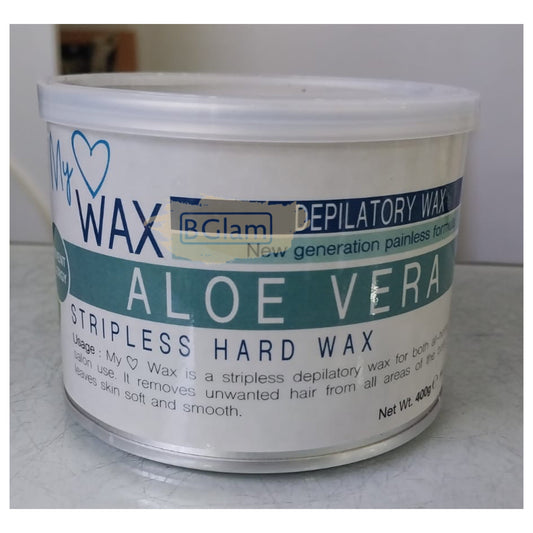 My
WAX
BGlam
DEPILATORY WAX
New generation painless
ALOE VERA
STRIPLESS HARD WAX
Usage : My Wax is a stripless depilatory wax for both
salon use. It removes unwanted hair from all areas of the
leaves skin soft and smooth.
Net Wt. 400g